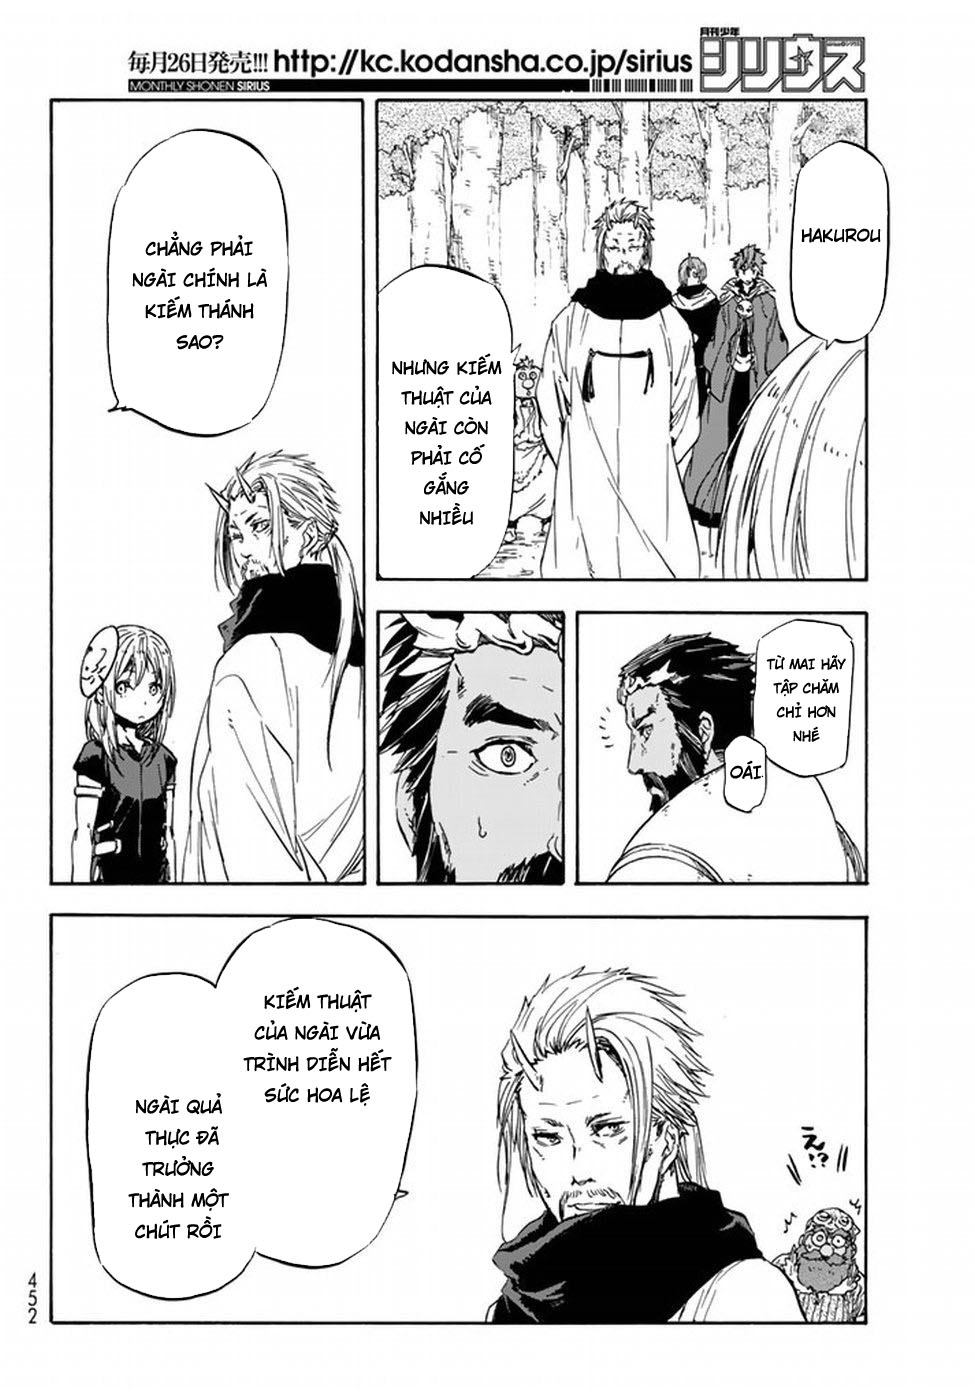 毎月26日発売!!! http://kc.kodansha.co.jp/sirius
MONTHLY SHONEN SIRIUS
月刊少年
シリウス
HAKUROU
NHƯNG KIẾM
THUẬT CỦA
NGÀI CÒN
PHẢI CỐ
GẮNG
NHIỀU
CHẲNG PHẢI
NGÀI CHÍNH LÀ
KIẾM THÁNH
SAO?
TỪ MAI HÃY
TẬP CHĂM
CHỈ HƠN
NHÉ
OÁI
KIẾM THUẬT
CỦA NGÀI VỪA
TRÌNH DIỄN HẾT
SỨC HOA LỆ
NGÀI QUẢ
THỰC ĐÃ
TRƯỞNG
THÀNH MỘT
CHÚT RỒI
え!?
452